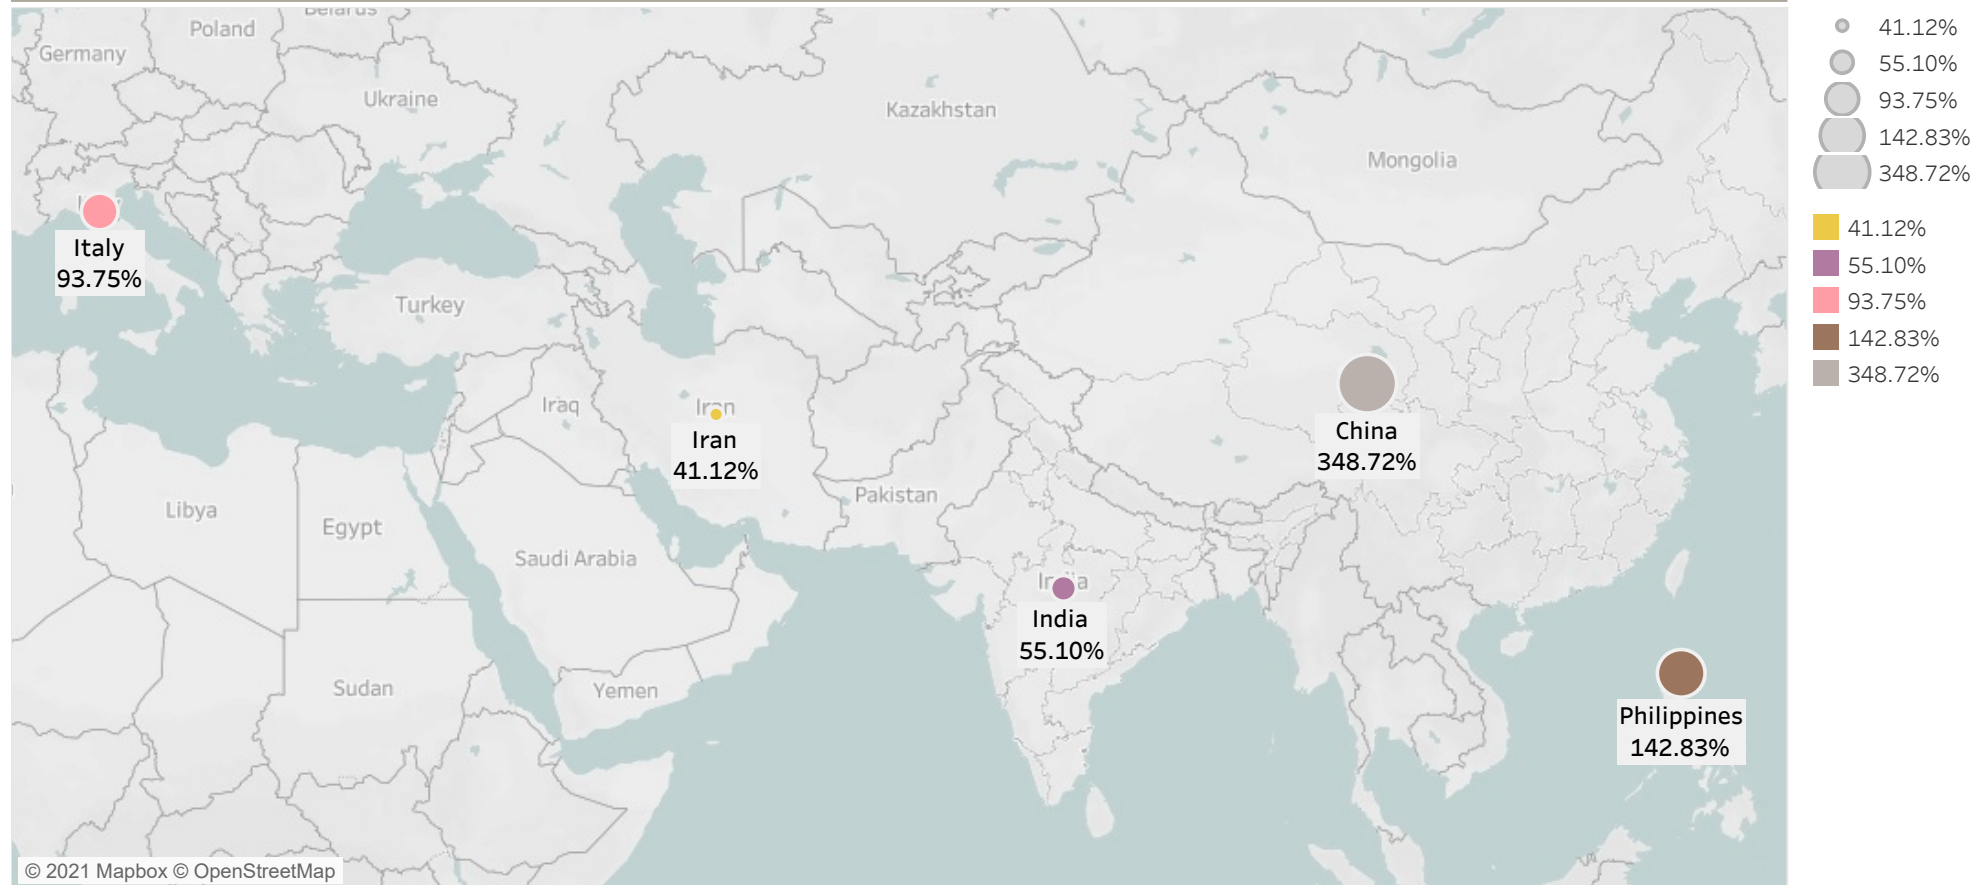 Belarus
Poland
Germany
Ukraine
Kazakhstan
Mongolia
Italy
93.75%
Turkey
Iraq
Iran
Iran
41.12%
China
348.72%
Pakistan
Libya
Egypt
Saudi Arabia
India
India
55.10%
Sudan
Yemen
Philippines
142.83%
© 2021 Mapbox © OpenStreetMap
41.12%
55.10%
93.75%
142.83%
348.72%
41.12%
55.10%
93.75%
142.83%
348.72%